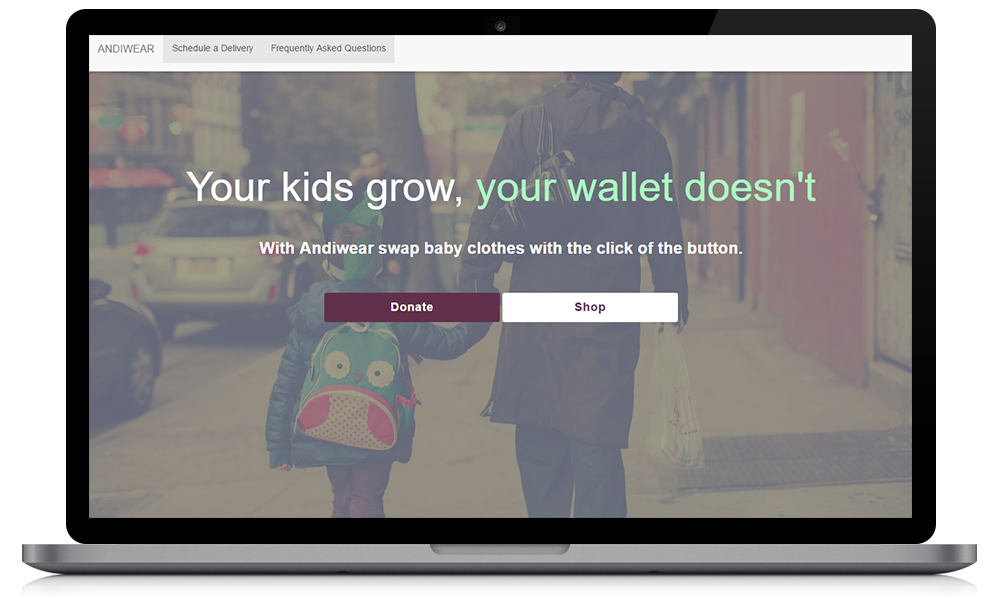 ANDIWEAR Schedule a Delivery Frequently Asked Questions
Your kids grow, your wallet doesn't
With Andiwear swap baby clothes with the click of the button.
Donate Shop